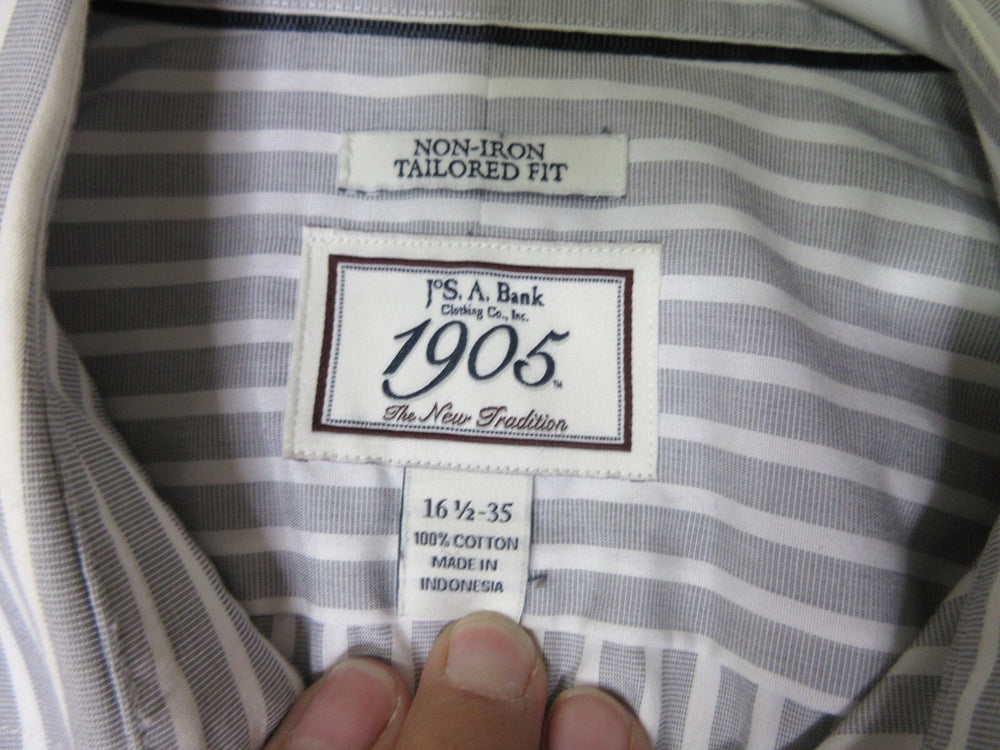 NON-IRON
TAILORED FIT
JoS. A. Bank
Clothing Co., Inc.
1905™
The New Tradition
16 ½-35
100% COTTON
MADE IN
INDONESIA